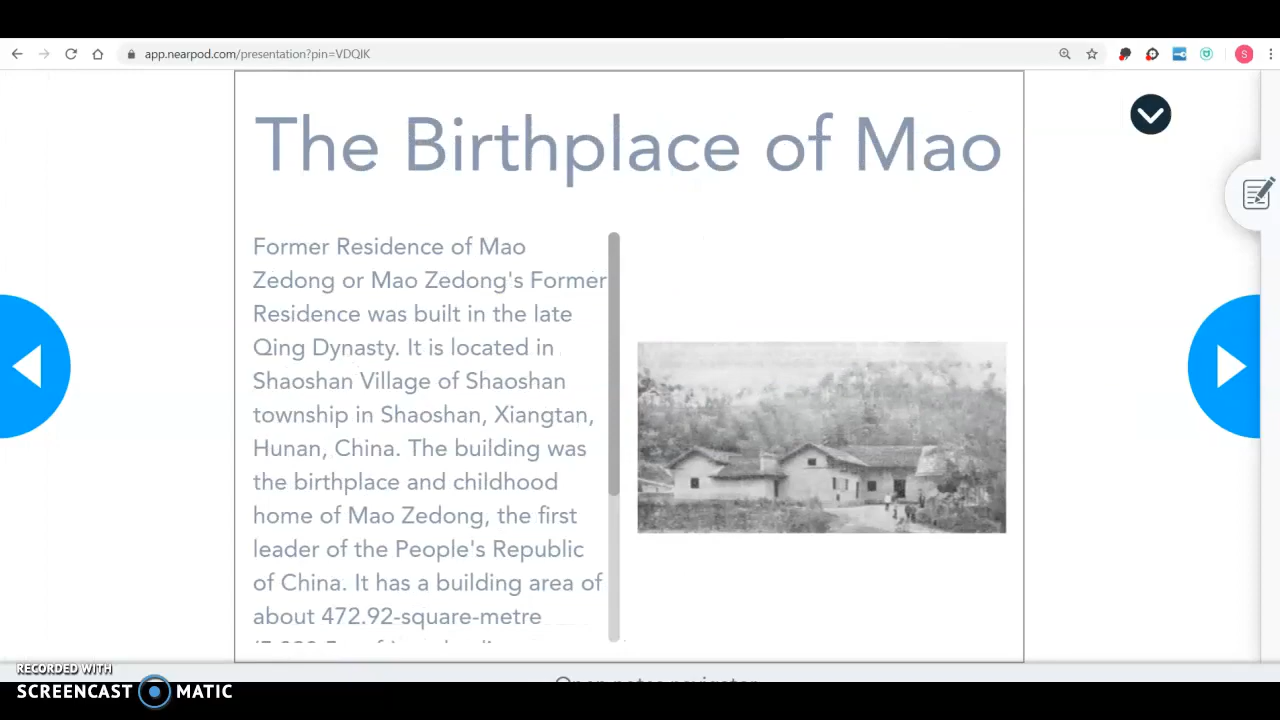 app.nearpod.com/presentation?pin=VDQIK
S
The Birthplace of Mao
Former Residence of Mao
Zedong or Mao Zedong's Former
Residence was built in the late
Qing Dynasty. It is located in
Shaoshan Village of Shaoshan
township in Shaoshan, Xiangtan,
Hunan, China. The building was
the birthplace and childhood
home of Mao Zedong, the first
leader of the People's Republic
of China. It has a building area of
about 472.92-square-metre
RECORDED WITH
SCREENCAST MATIC